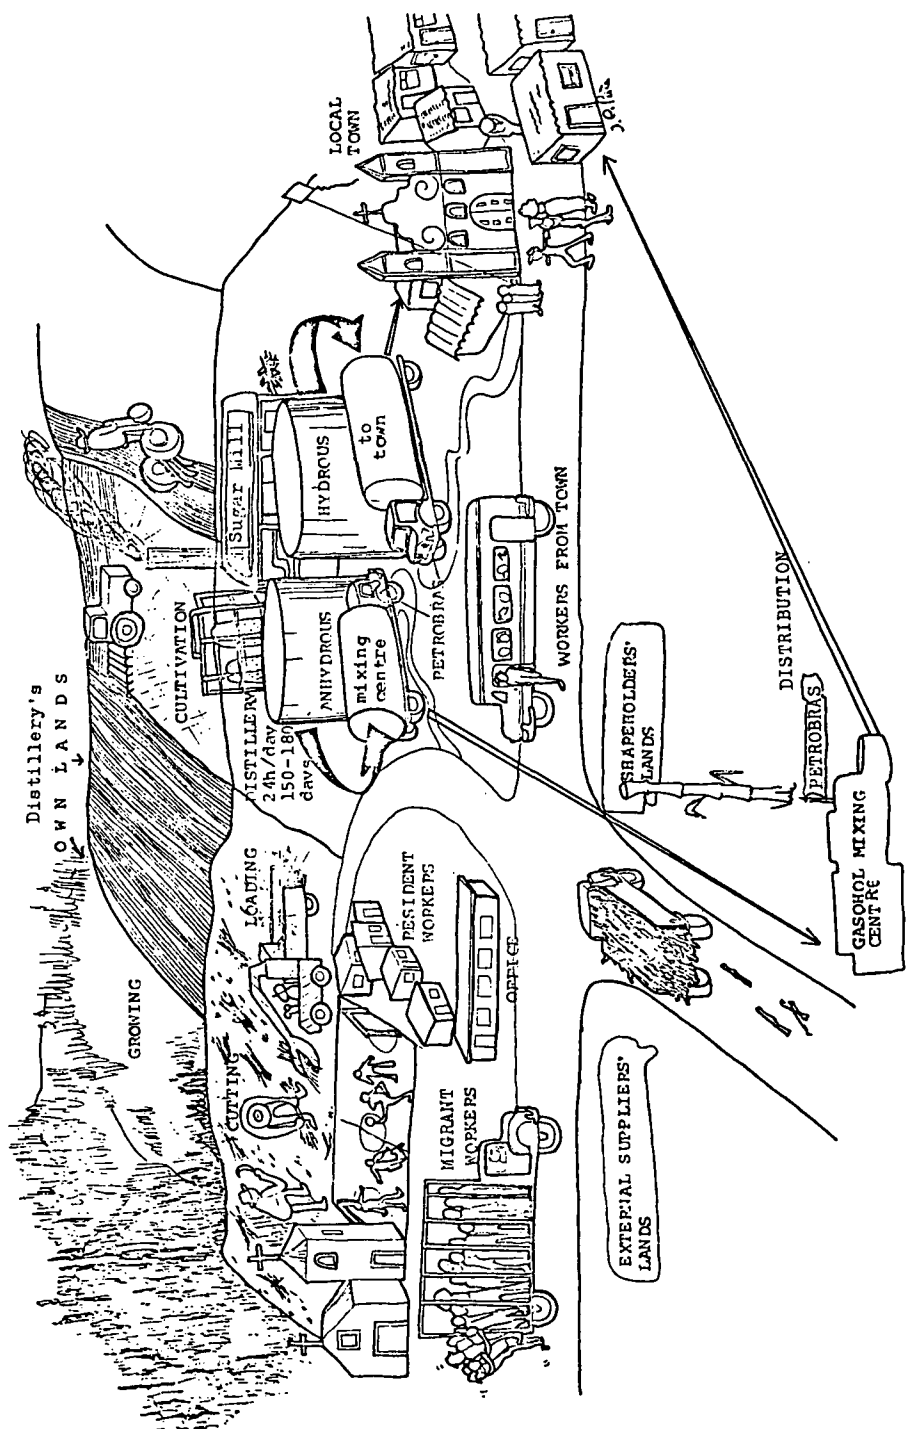 Distillery's
OWN LANDS
GROWING
CULTIVATION
CUTTING
LOADING
DISTILLERY
24h/day
150-180
days
Sugar Mill
ANHYDROUS
HYDROUS
mixing
centre
to
town
PETROBRAS
LOCAL
TOWN
RESIDENT
WORKERS
OFFICE
MIGRANT
WORKERS
WORKERS FROM TOWN
EXTERNAL SUPPLIERS'
LANDS
SHAREHOLDERS'
LANDS
DISTRIBUTION
PETROBRAS
GASOHOL MIXING
CENTRE